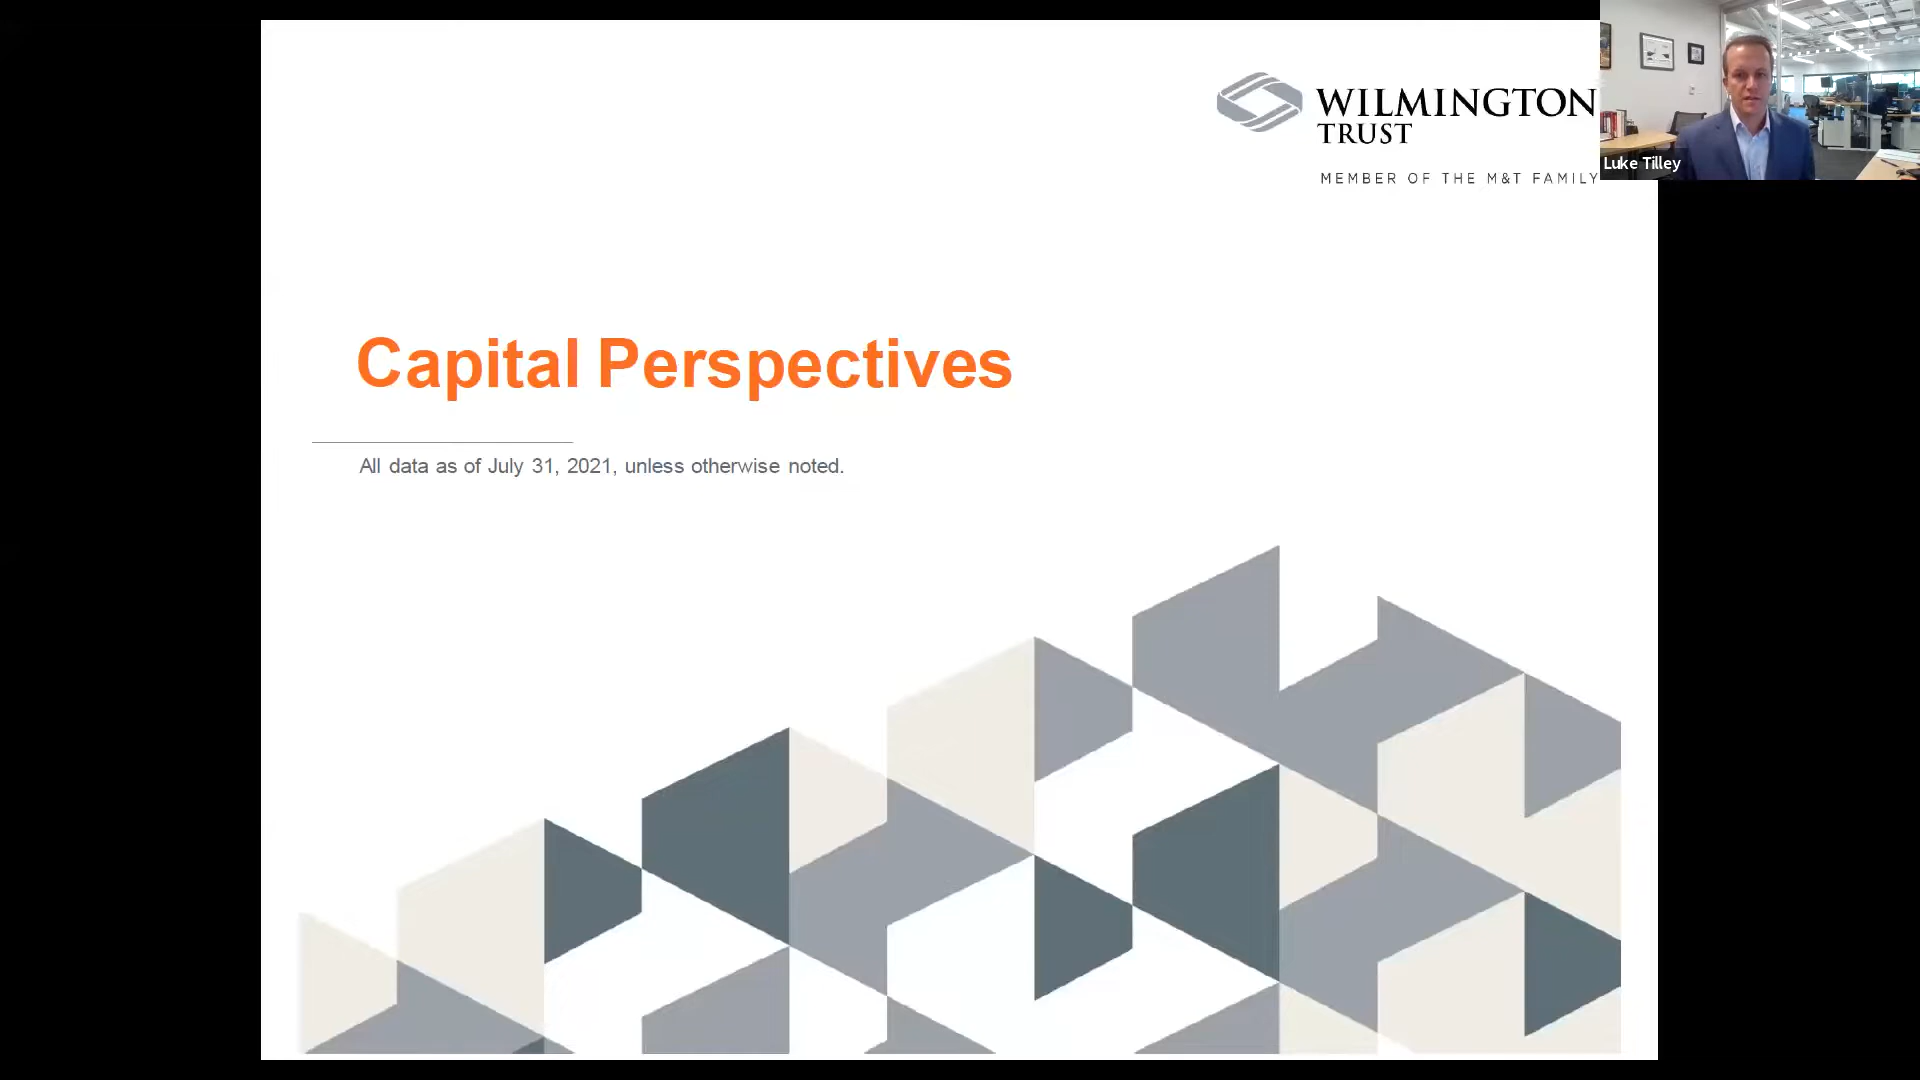 WILMINGTON
TRUST
MEMBER OF THE M&T FAMILY
Luke Tilley
Capital Perspectives
All data as of July 31, 2021, unless otherwise noted.